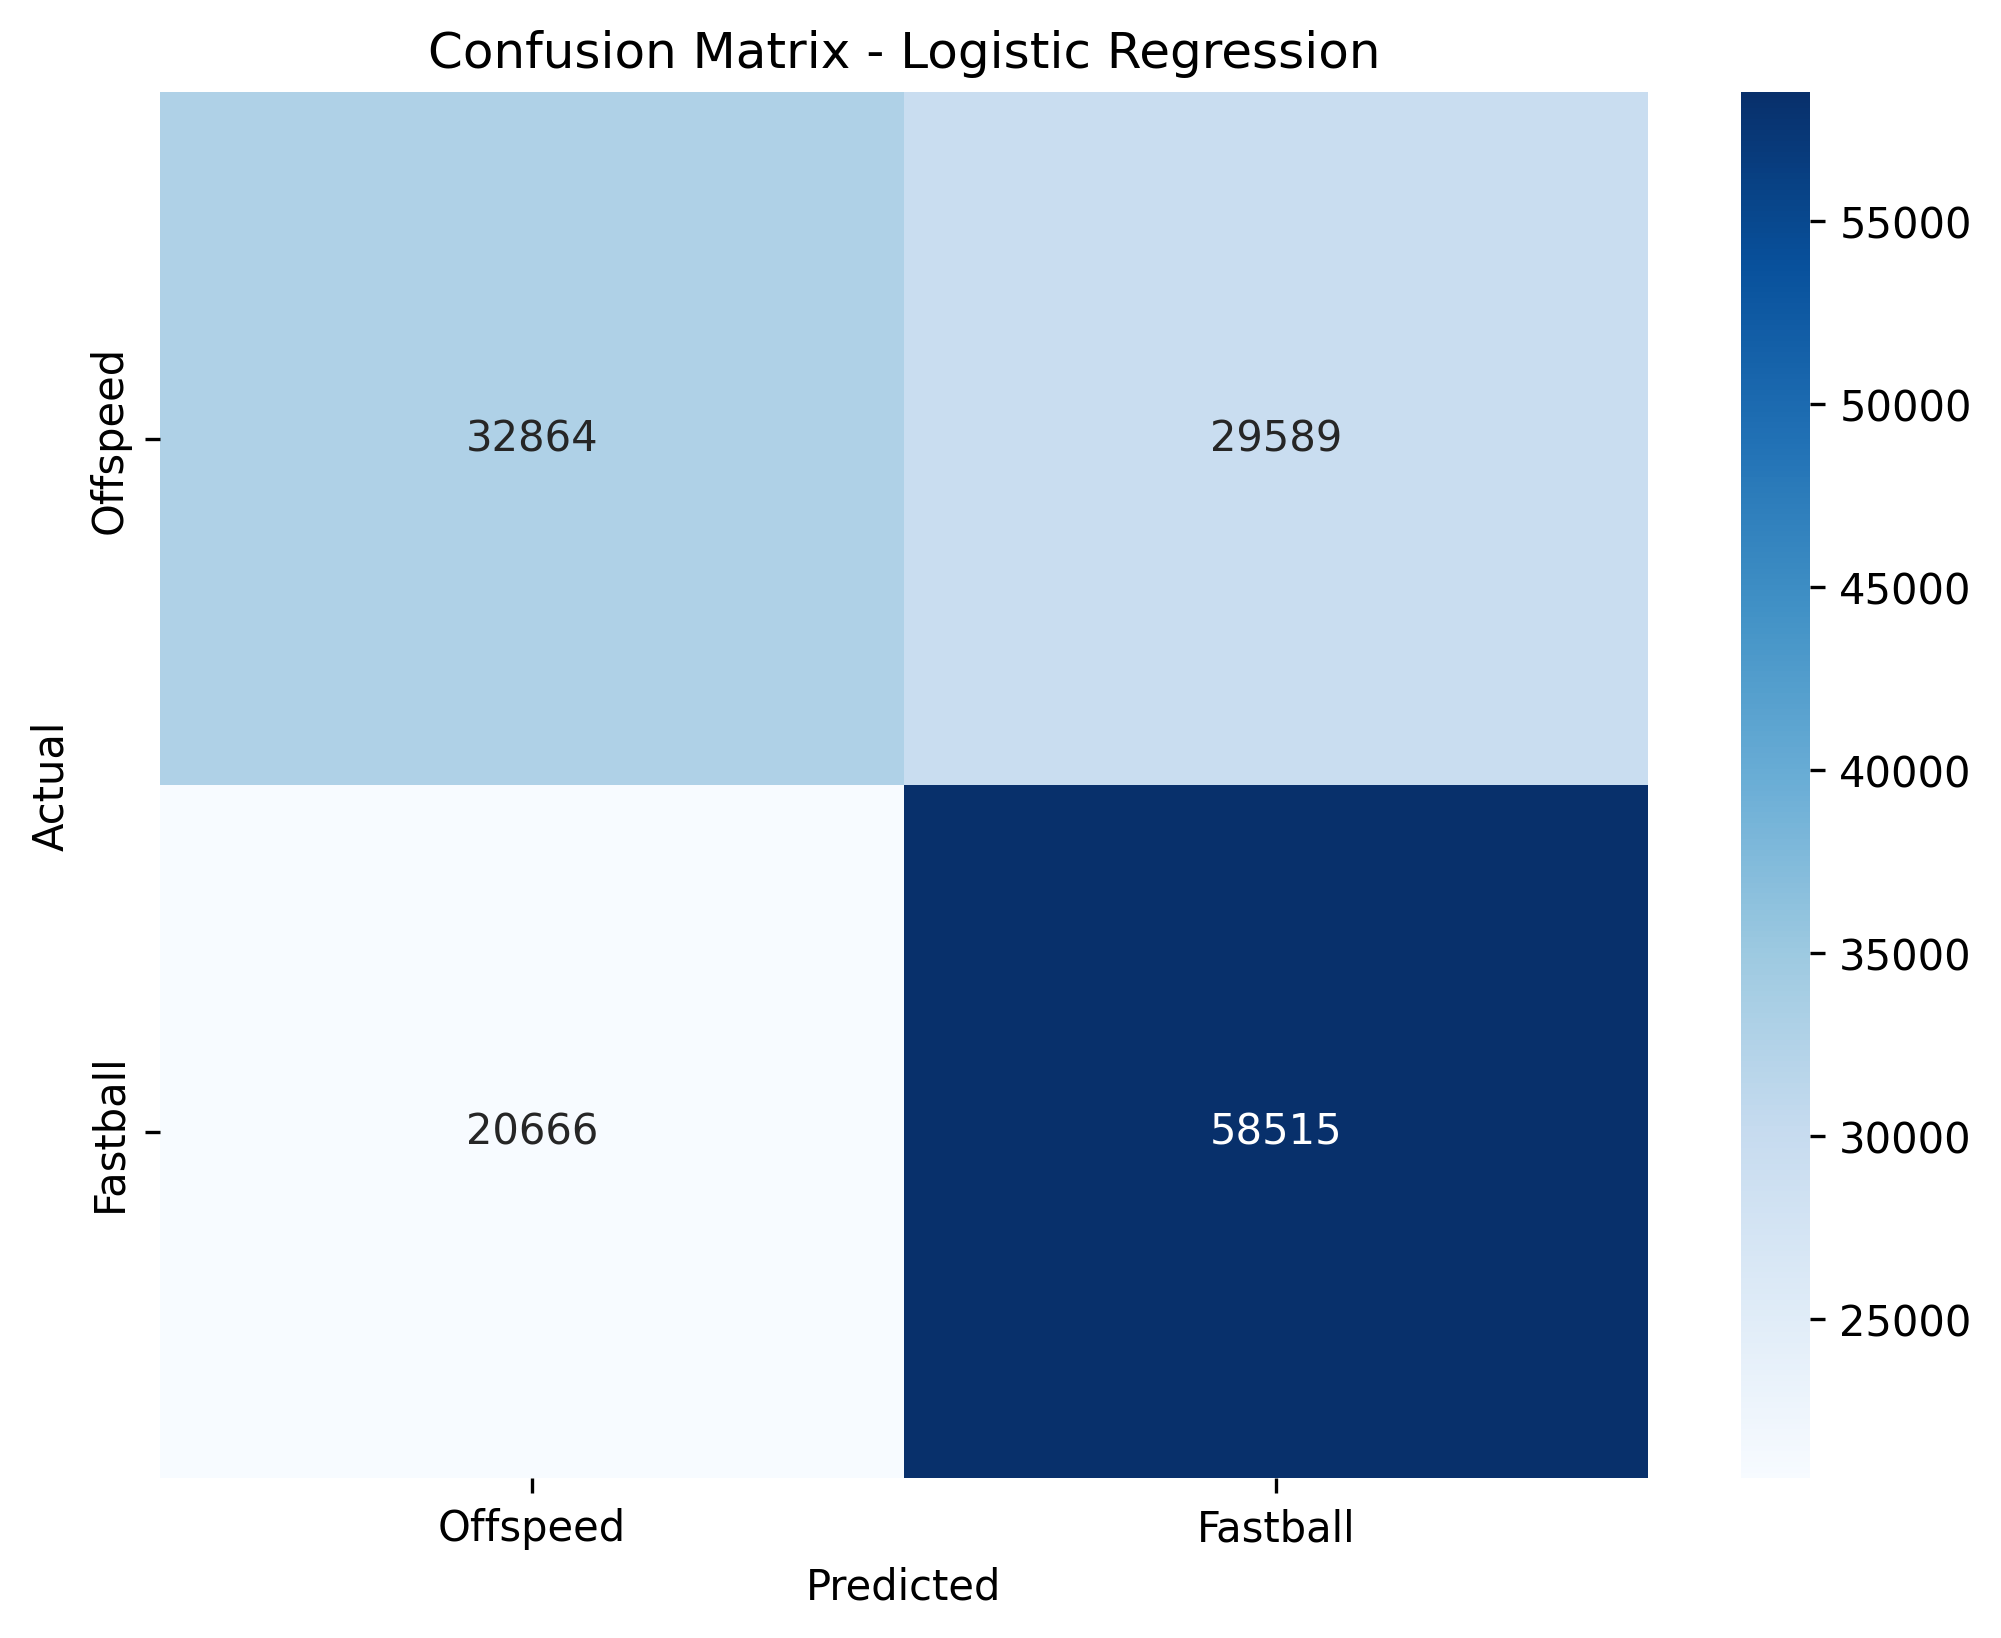 Confusion Matrix - Logistic Regression
Offspeed
Fastball
Actual
32864
29589
20666
58515
Offspeed
Fastball
Predicted
55000
50000
45000
40000
35000
30000
25000